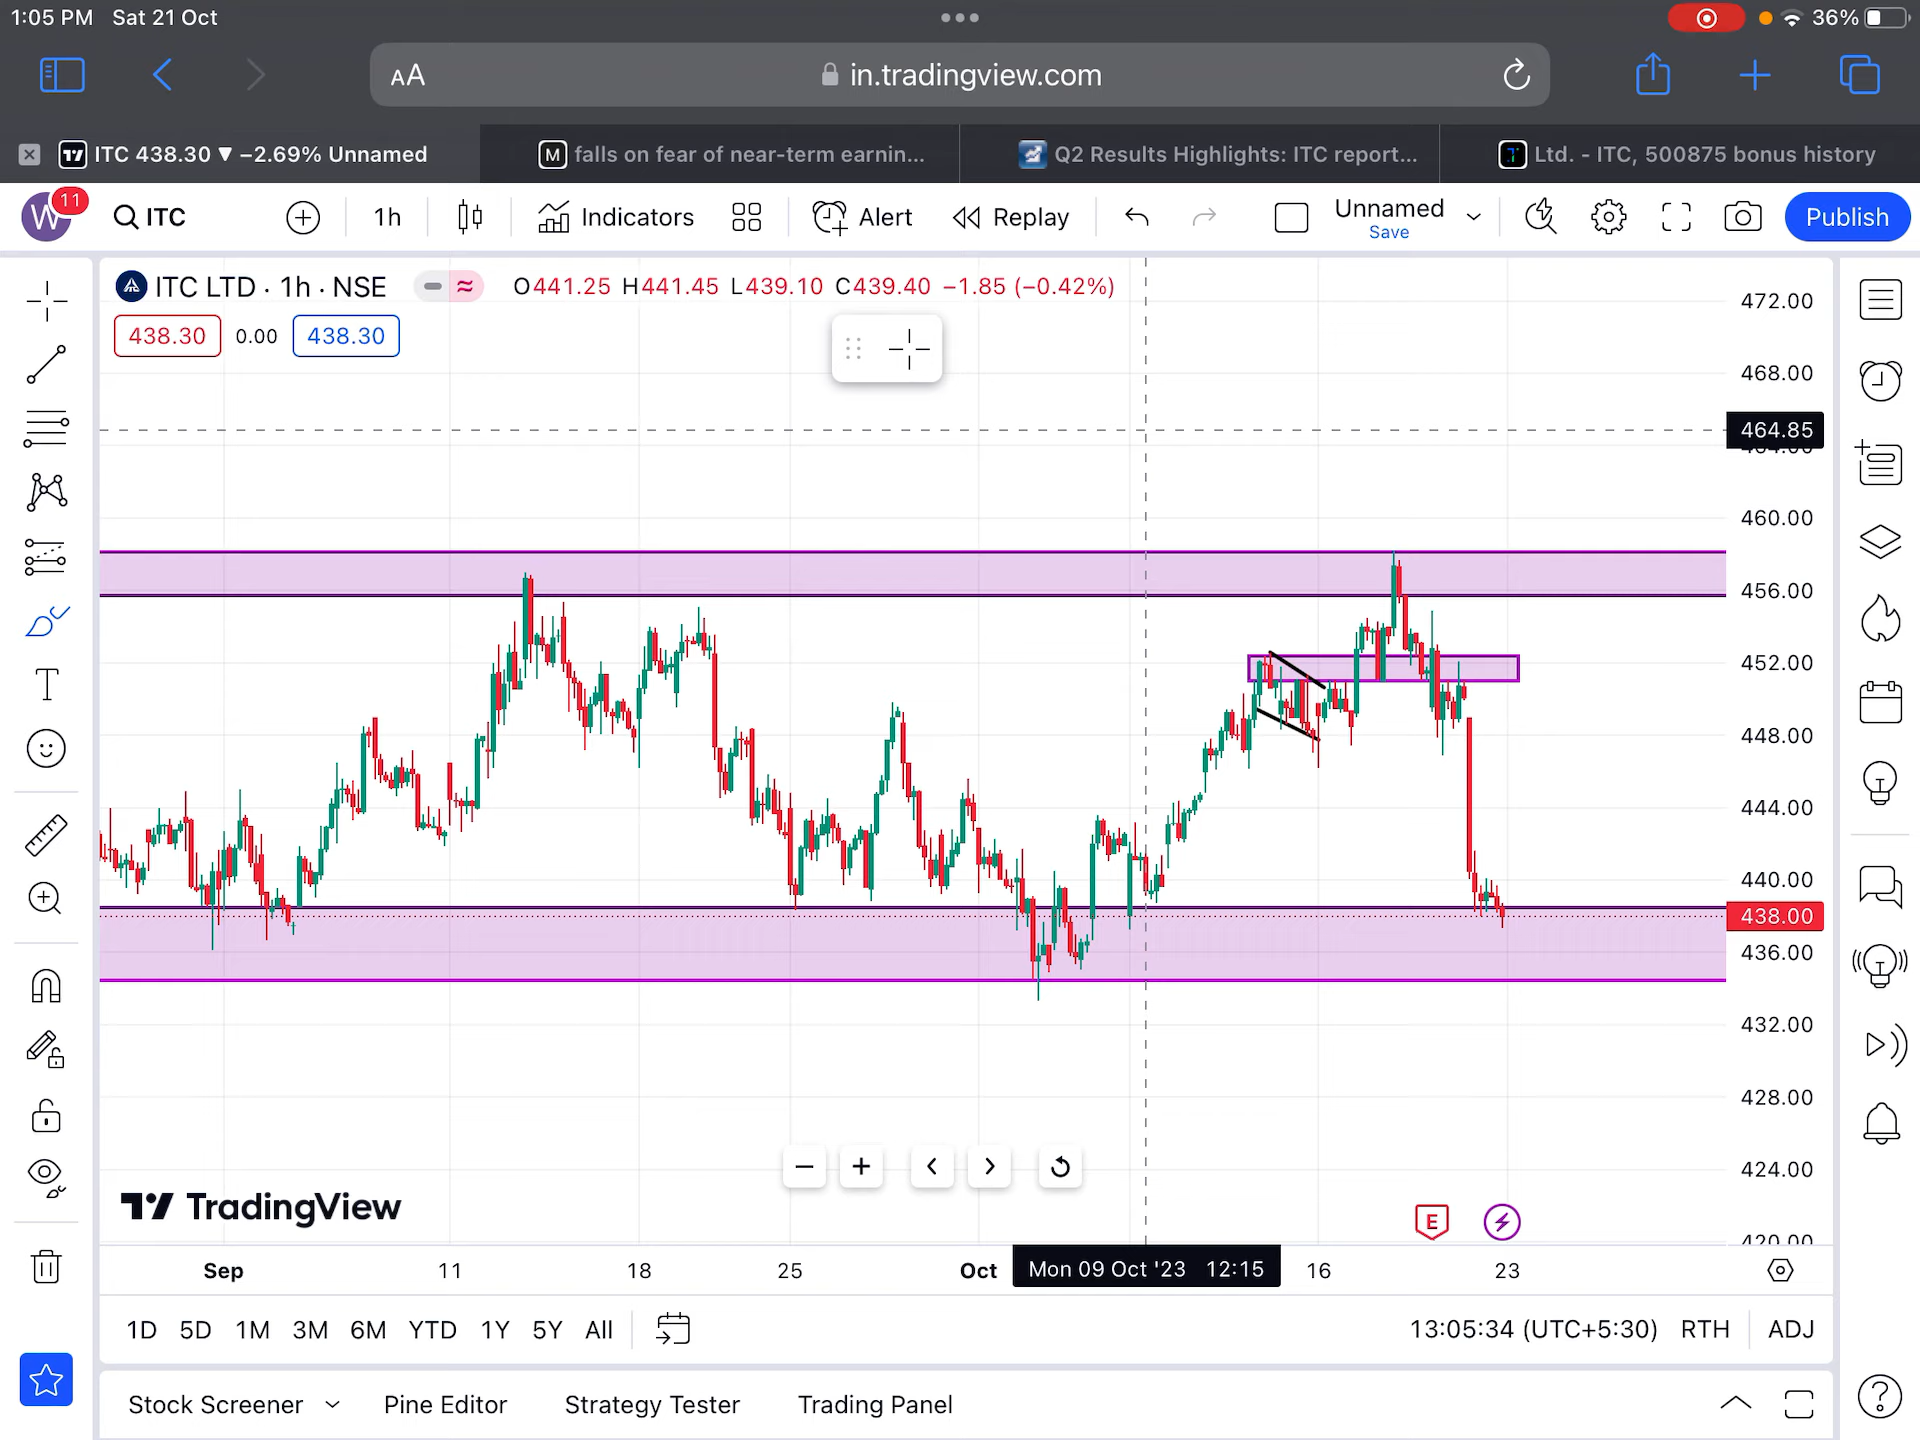 1:05 PM Sat 21 Oct
36%
AA in.tradingview.com
ITC 438.30 ▼ −2.69% Unnamed
M falls on fear of near-term earnin...
Q2 Results Highlights: ITC report...
Ltd. - ITC, 500875 bonus history
W 11 ITC 1h Indicators Alert Replay Unnamed Publish
Save
ITC LTD · 1h · NSE O441.25 H441.45 L439.10 C439.40 −1.85 (−0.42%)
438.30 0.00 438.30
472.00
468.00
464.85
464.00
460.00
456.00
452.00
448.00
444.00
440.00
438.00
436.00
432.00
428.00
424.00
420.00
TradingView
E
Sep 11 18 25 Oct Mon 09 Oct '23 12:15 16 23
1D 5D 1M 3M 6M YTD 1Y 5Y All 13:05:34 (UTC+5:30) RTH ADJ
Stock Screener Pine Editor Strategy Tester Trading Panel